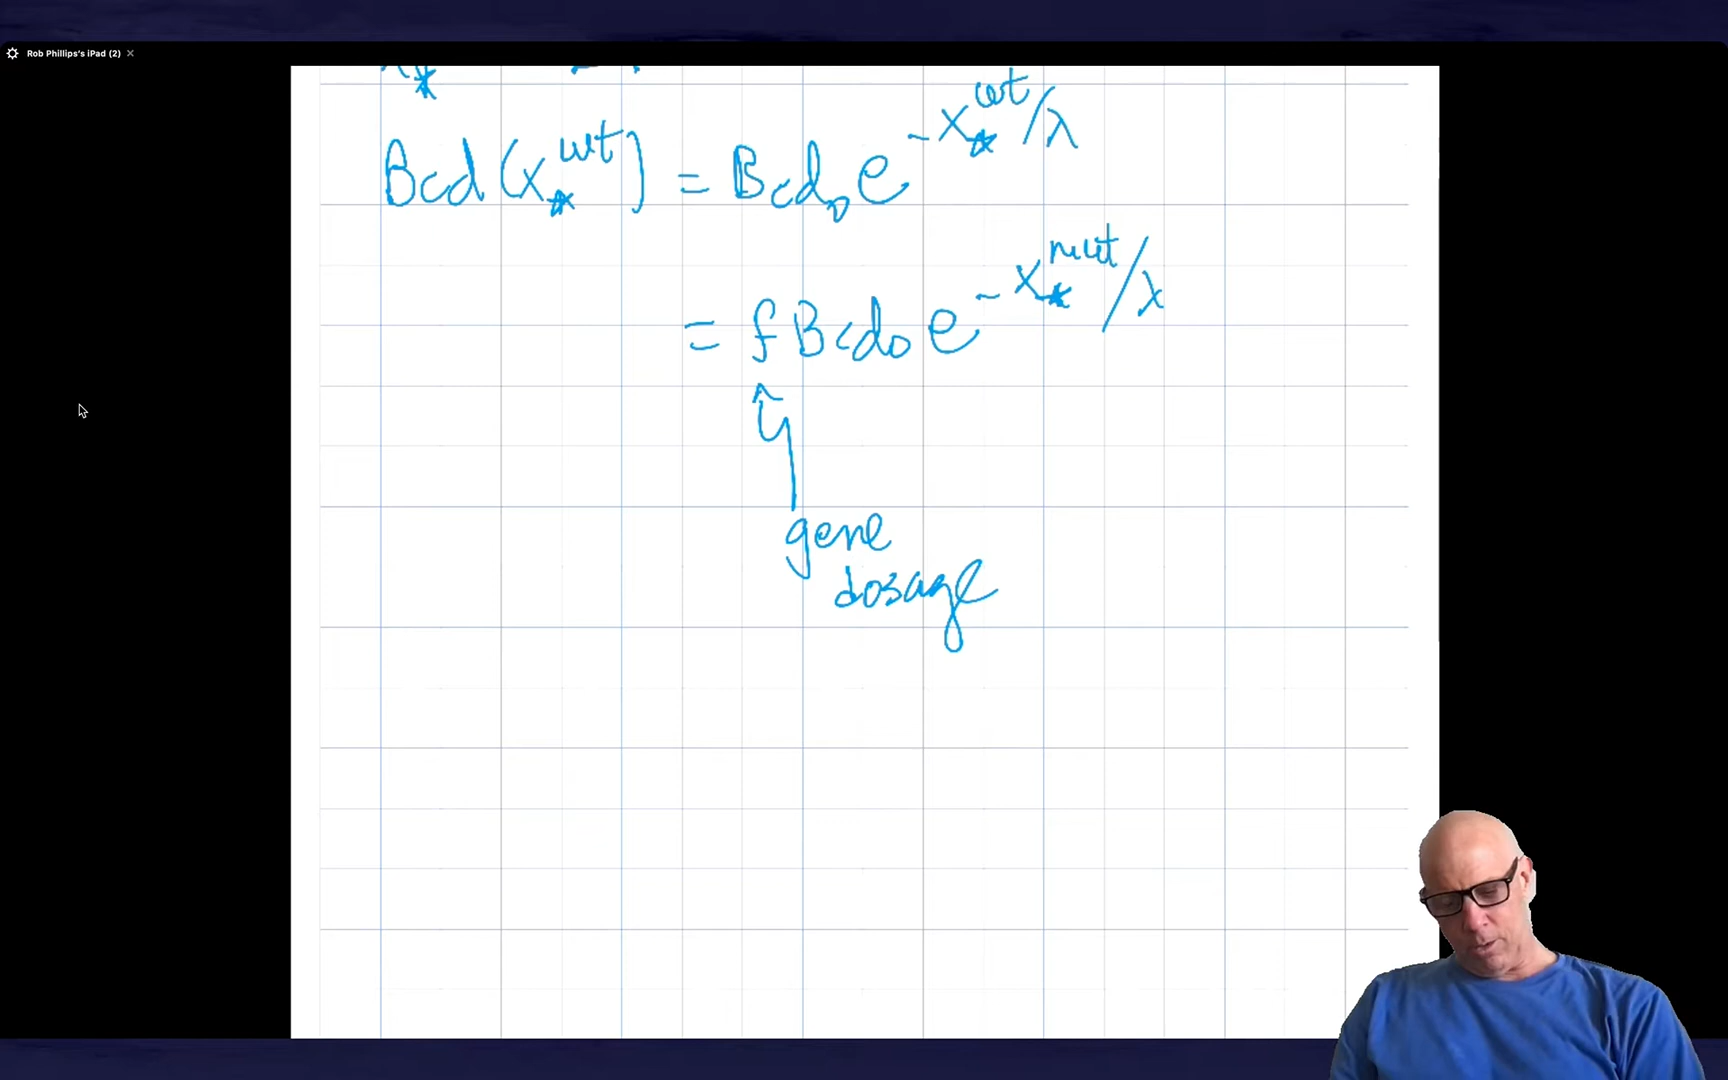 Rob Phillips's iPad (2)
Bcd(x*^wt) = Bcd₀ e^-x*^wt/λ
= f Bcd₀ e^-x*^mut/λ
gene
dosage